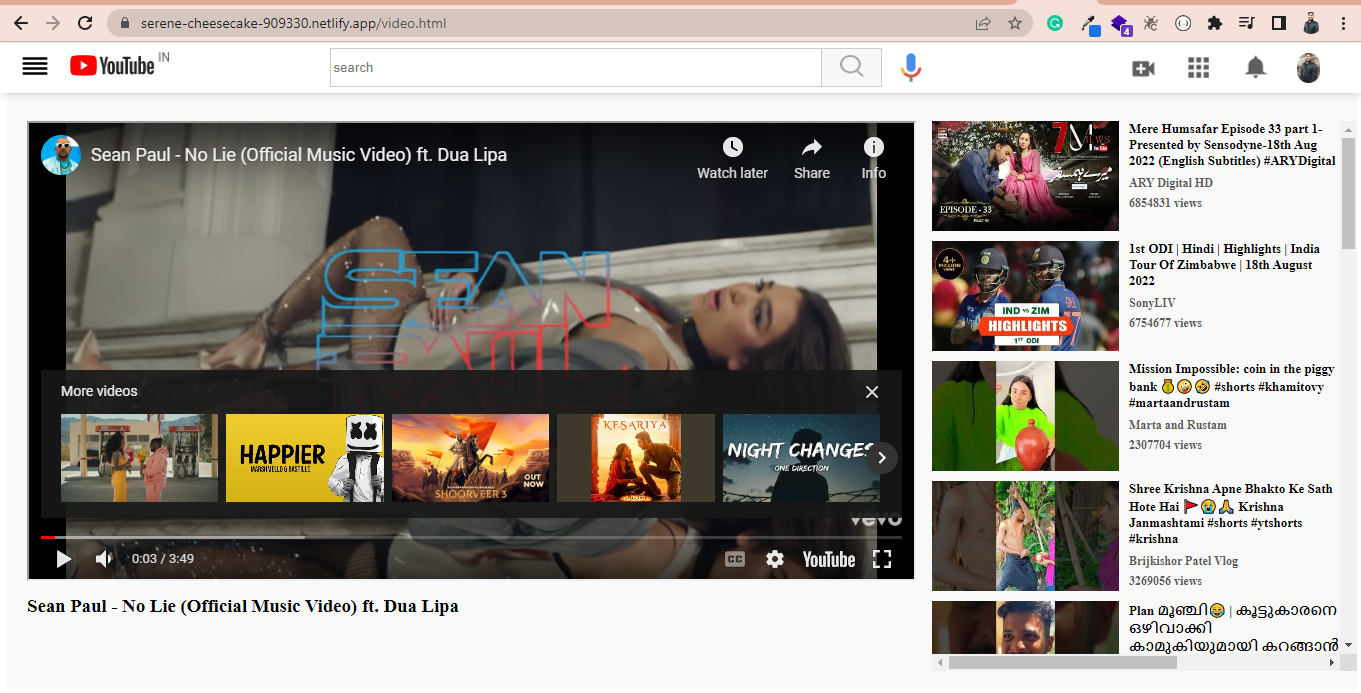 serene-cheesecake-909330.netlify.app/video.html
4
YouTube IN
search
Sean Paul - No Lie (Official Music Video) ft. Dua Lipa
Watch later
Share
Info
SEAN
PAUL
More videos
HAPPIER
MARSHMELLO & BASTILLE
SHOORVEER 3
OUT
NOW
KESARIYA
NIGHT CHANGES
ONE DIRECTION
vevo
0:03 / 3:49
CC
YouTube
Sean Paul - No Lie (Official Music Video) ft. Dua Lipa
EPISODE - 33
Mere Humsafar Episode 33 part 1-
Presented by Sensodyne-18th Aug
2022 (English Subtitles) #ARYDigital
ARY Digital HD
6854831 views
4+
MILLION
VIEWS
IND VS ZIM
HIGHLIGHTS
1ST ODI
1st ODI | Hindi | Highlights | India
Tour Of Zimbabwe | 18th August
2022
SonyLIV
6754677 views
Mission Impossible: coin in the piggy
bank 💰🤪🤣 #shorts #khamitovy
#martaandrustam
Marta and Rustam
2307704 views
Shree Krishna Apne Bhakto Ke Sath
Hote Hai 🚩😭🙏 Krishna
Janmashtami #shorts #ytshorts
#krishna
Brijkishor Patel Vlog
3269056 views
Plan മൂഞ്ചി😂 | കൂട്ടുകാരനെ
ഒഴിവാക്കി
കാമുകിയുമായി കറങ്ങാൻ